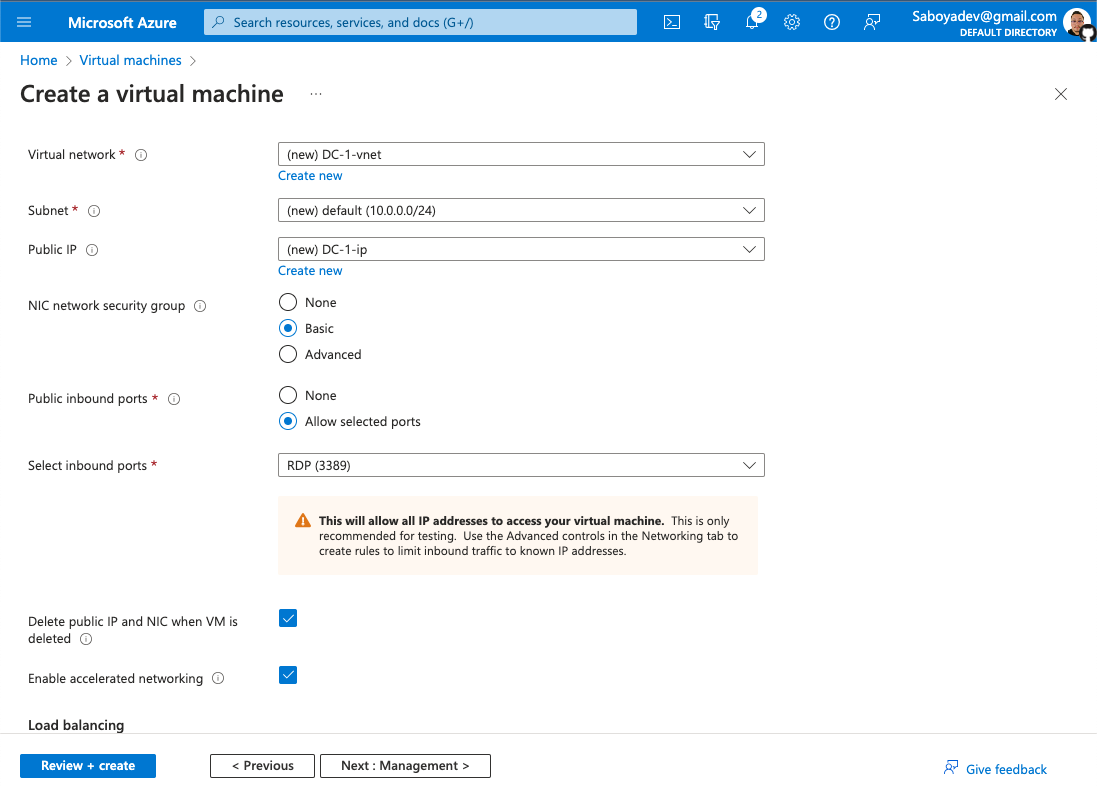 Microsoft Azure
Search resources, services, and docs (G+/)
2
Saboyadev@gmail.com
DEFAULT DIRECTORY
Home > Virtual machines >
Create a virtual machine ...
Virtual network *
(new) DC-1-vnet
Create new
Subnet *
(new) default (10.0.0.0/24)
Public IP
(new) DC-1-ip
Create new
NIC network security group
None
Basic
Advanced
Public inbound ports *
None
Allow selected ports
Select inbound ports *
RDP (3389)
This will allow all IP addresses to access your virtual machine. This is only
recommended for testing. Use the Advanced controls in the Networking tab to
create rules to limit inbound traffic to known IP addresses.
Delete public IP and NIC when VM is
deleted
Enable accelerated networking
Load balancing
Review + create
< Previous
Next : Management >
Give feedback